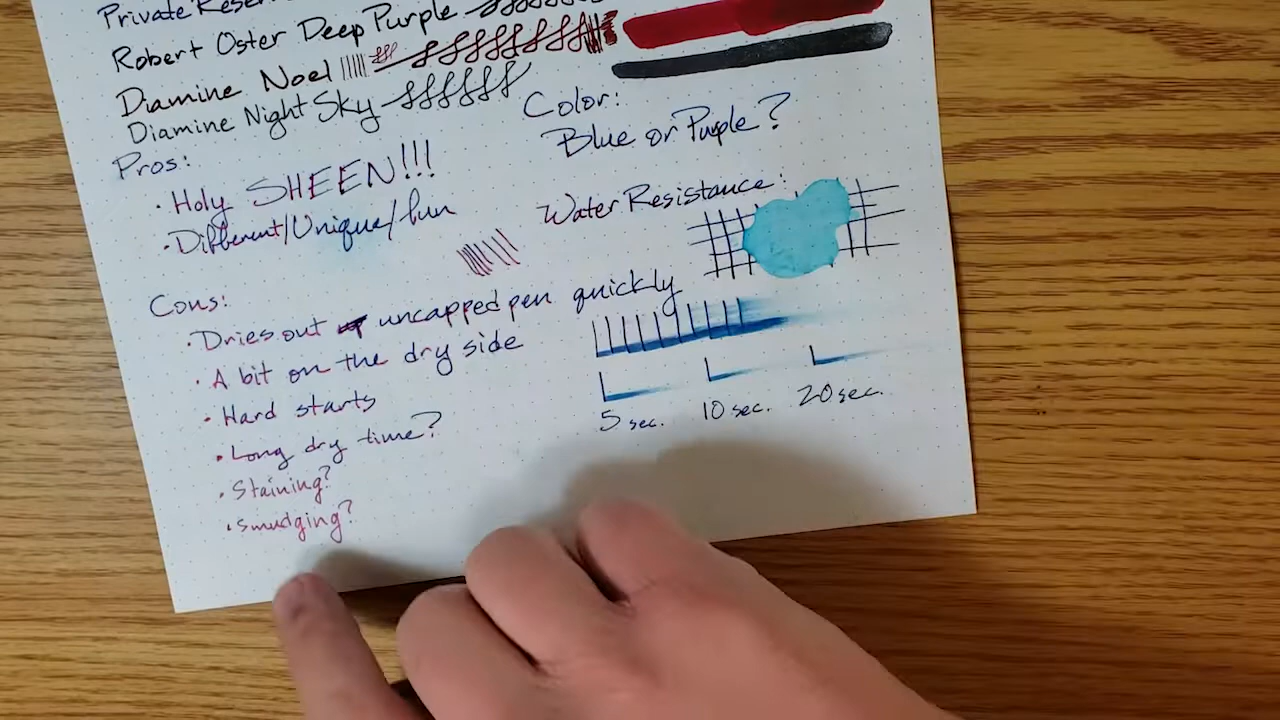 Private Reser
Robert Oster Deep Purple
Diamine Noel
Diamine Night Sky
Pros:
· Holy SHEEN!!!
· Different/Unique/fun
Cons:
· Dries out uncapped pen quickly
· A bit on the dry side
· Hard starts
· Long dry time?
· Staining?
· Smudging?
Color:
Blue or Purple?
Water Resistance:
5 sec. 10 sec. 20 sec.